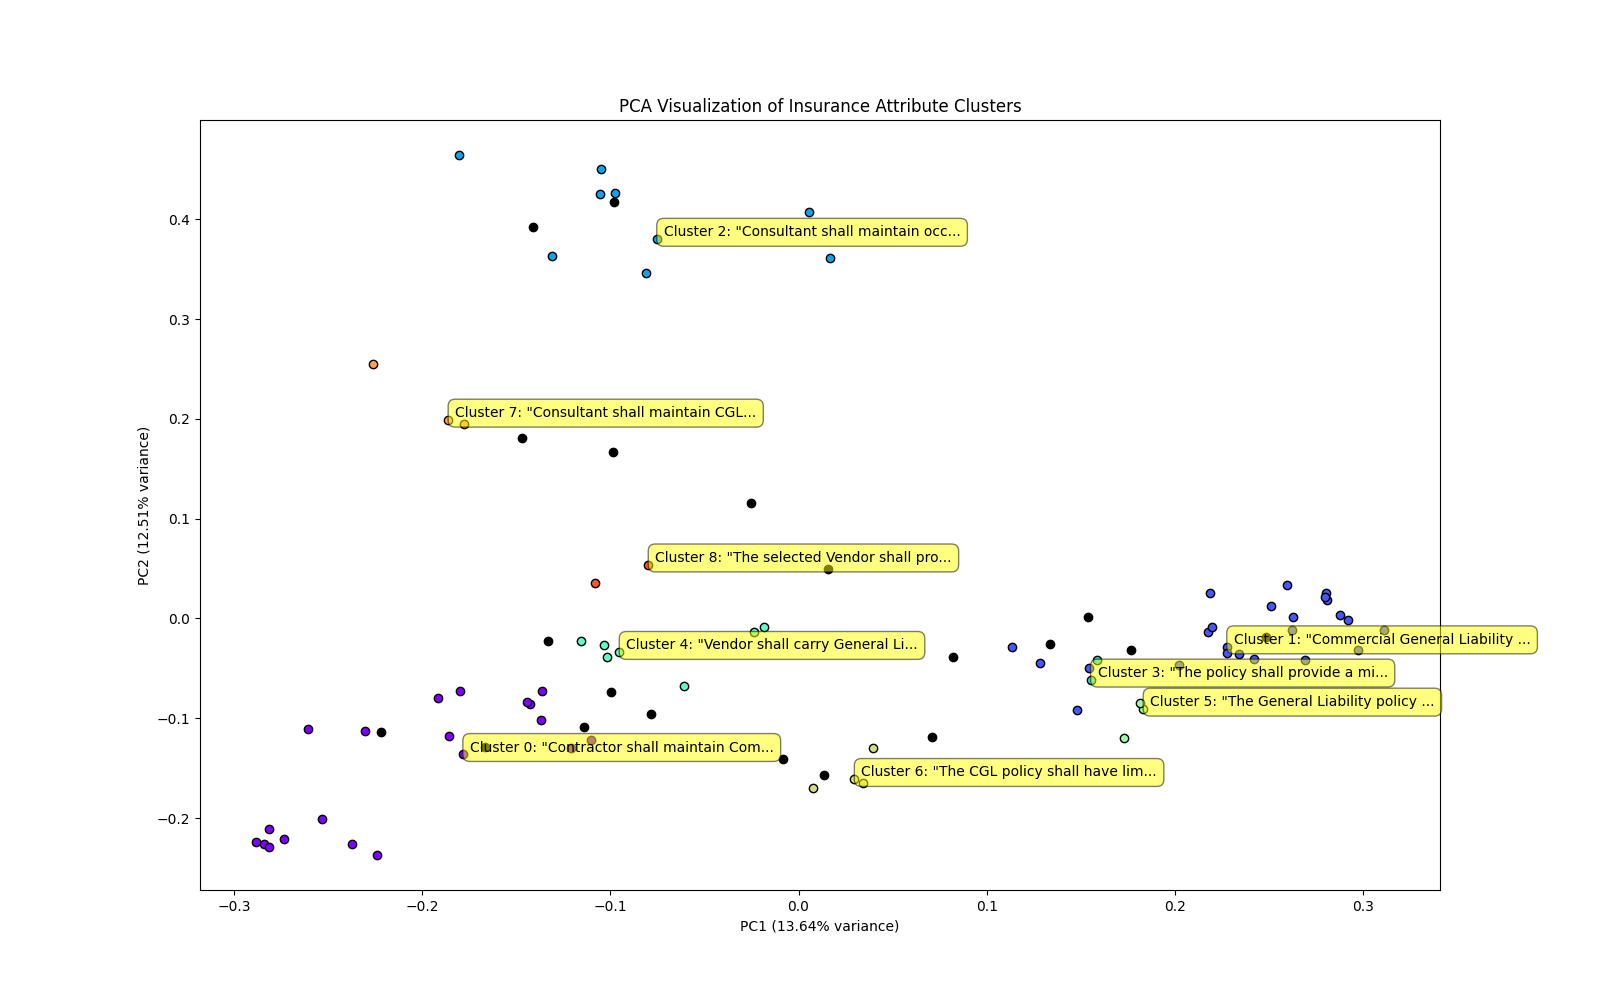 PCA Visualization of Insurance Attribute Clusters
0.4
Cluster 2: "Consultant shall maintain occ...
0.3
Cluster 7: "Consultant shall maintain CGL...
0.2
PC2 (12.51% variance)
0.1
Cluster 8: "The selected Vendor shall pro...
0.0
Cluster 1: "Commercial General Liability ...
Cluster 4: "Vendor shall carry General Li...
Cluster 3: "The policy shall provide a mi...
Cluster 5: "The General Liability policy ...
−0.1
Cluster 0: "Contractor shall maintain Com...
Cluster 6: "The CGL policy shall have lim...
−0.2
−0.3 −0.2 −0.1 0.0 0.1 0.2 0.3
PC1 (13.64% variance)